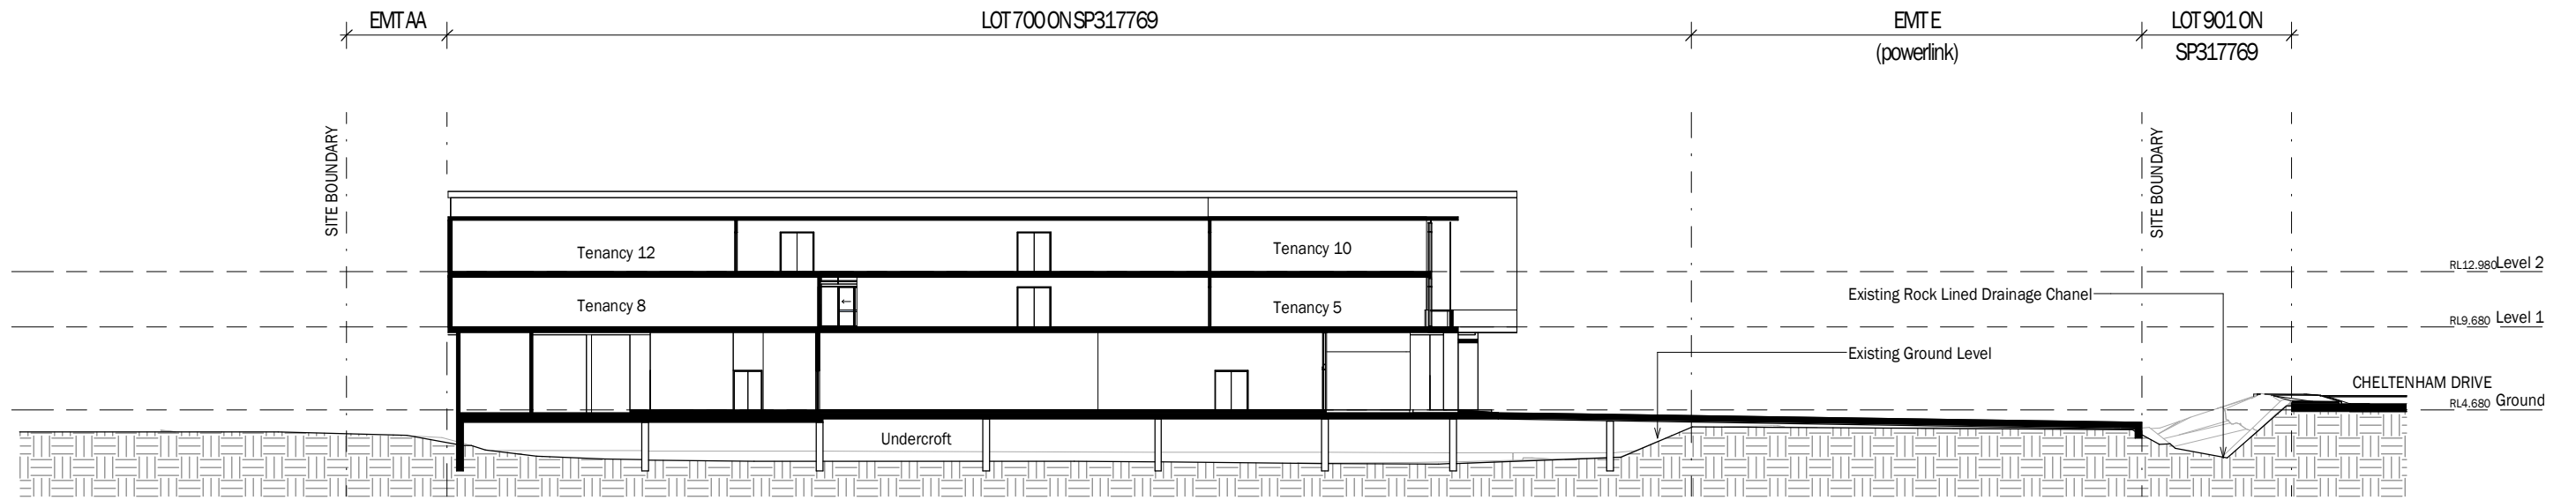 EMT AA
LOT 700 ON SP317769
EMT E
(powerlink)
LOT 901 ON
SP317769
SITE BOUNDARY
SITE BOUNDARY
Tenancy 12
Tenancy 10
RL12.980 Level 2
Tenancy 8
Tenancy 5
Existing Rock Lined Drainage Chanel
RL9.680 Level 1
Existing Ground Level
CHELTENHAM DRIVE
RL4.680 Ground
Undercroft